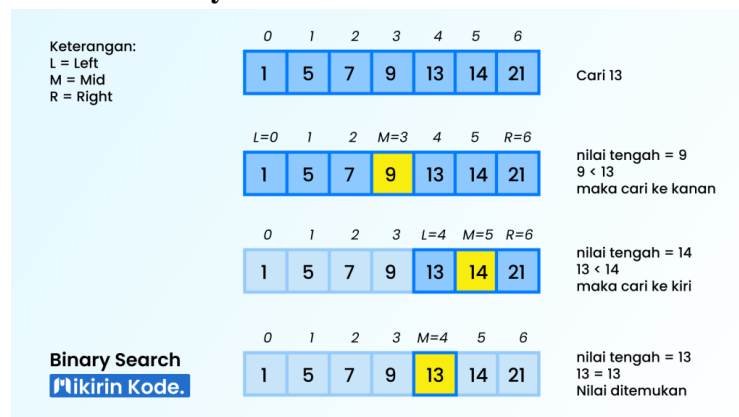 Keterangan:
L = Left
M = Mid
R = Right
0 1 2 3 4 5 6
1 5 7 9 13 14 21
Cari 13
L=0 1 2 M=3 4 5 R=6
1 5 7 9 13 14 21
nilai tengah = 9
9 < 13
maka cari ke kanan
0 1 2 3 L=4 M=5 R=6
1 5 7 9 13 14 21
nilai tengah = 14
13 < 14
maka cari ke kiri
0 1 2 3 M=4 5 6
1 5 7 9 13 14 21
nilai tengah = 13
13 = 13
Nilai ditemukan
Binary Search
Mikirin Kode.